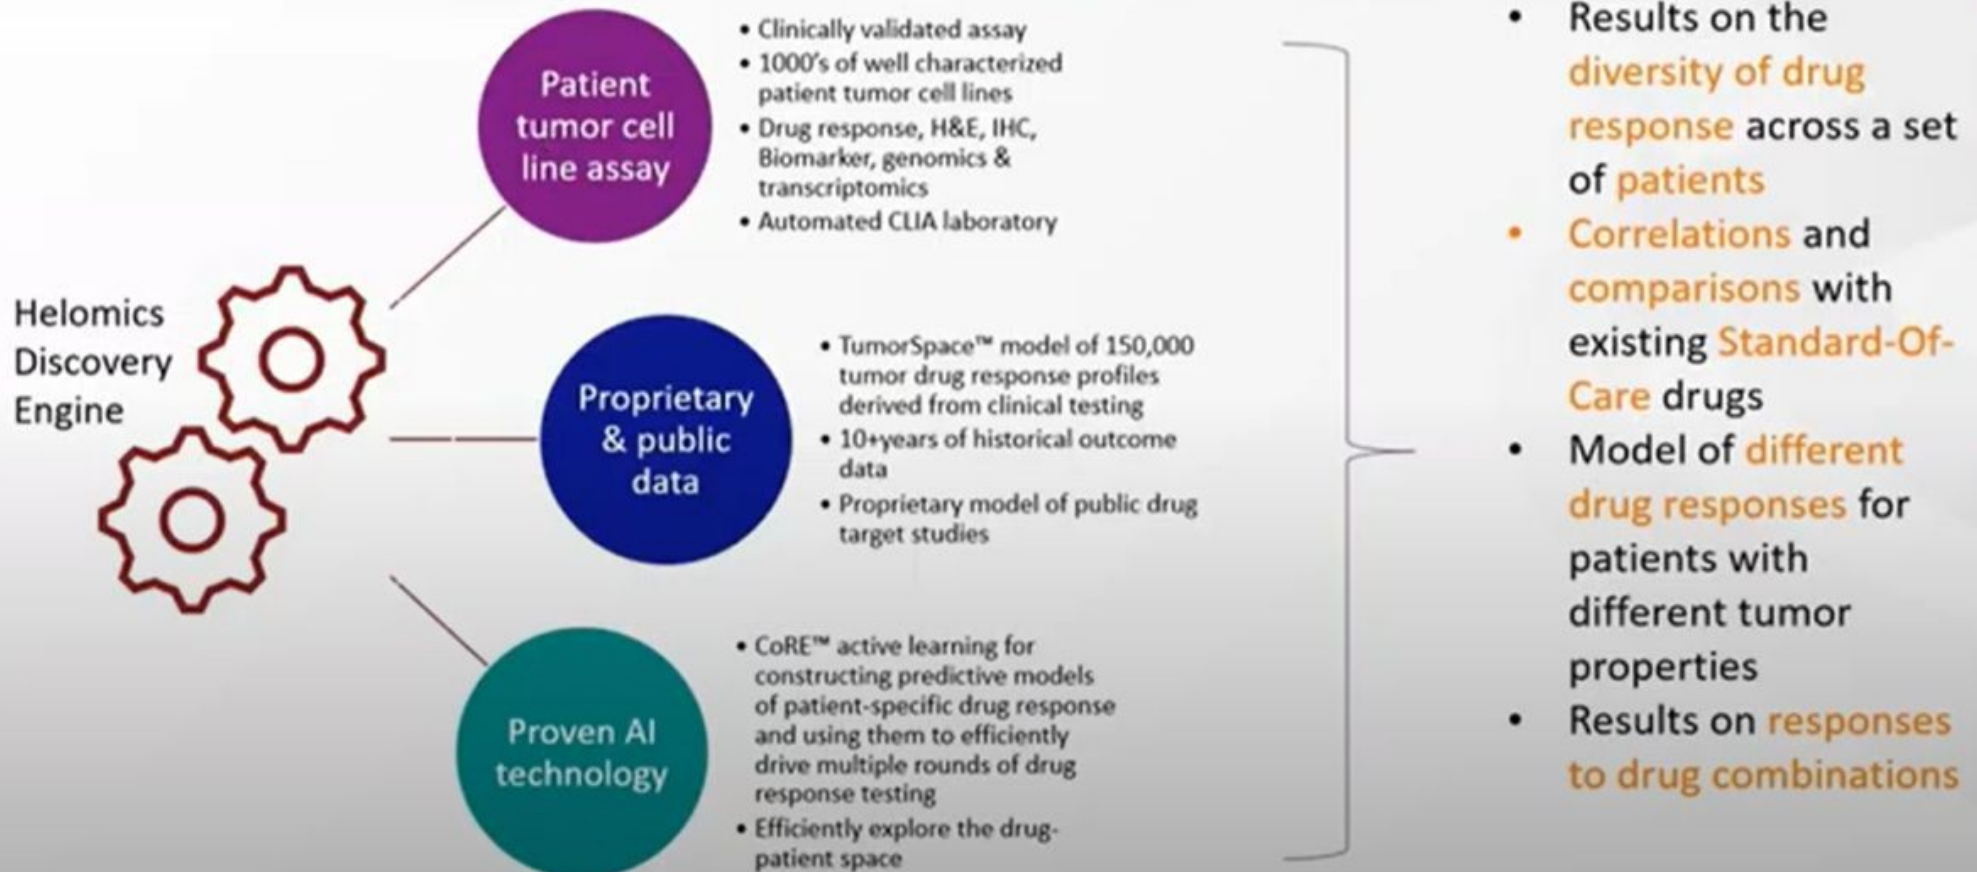 Helomics
Discovery
Engine
Patient
tumor cell
line assay
• Clinically validated assay
• 1000's of well characterized
patient tumor cell lines
• Drug response, H&E, IHC,
Biomarker, genomics &
transcriptomics
• Automated CLIA laboratory
Proprietary
& public
data
• TumorSpace™ model of 150,000
tumor drug response profiles
derived from clinical testing
• 10+years of historical outcome
data
• Proprietary model of public drug
target studies
Proven AI
technology
• CoRE™ active learning for
constructing predictive models
of patient-specific drug response
and using them to efficiently
drive multiple rounds of drug
response testing
• Efficiently explore the drug-
patient space
• Results on the
diversity of drug
response across a set
of patients
• Correlations and
comparisons with
existing Standard-Of-
Care drugs
• Model of different
drug responses for
patients with
different tumor
properties
• Results on responses
to drug combinations